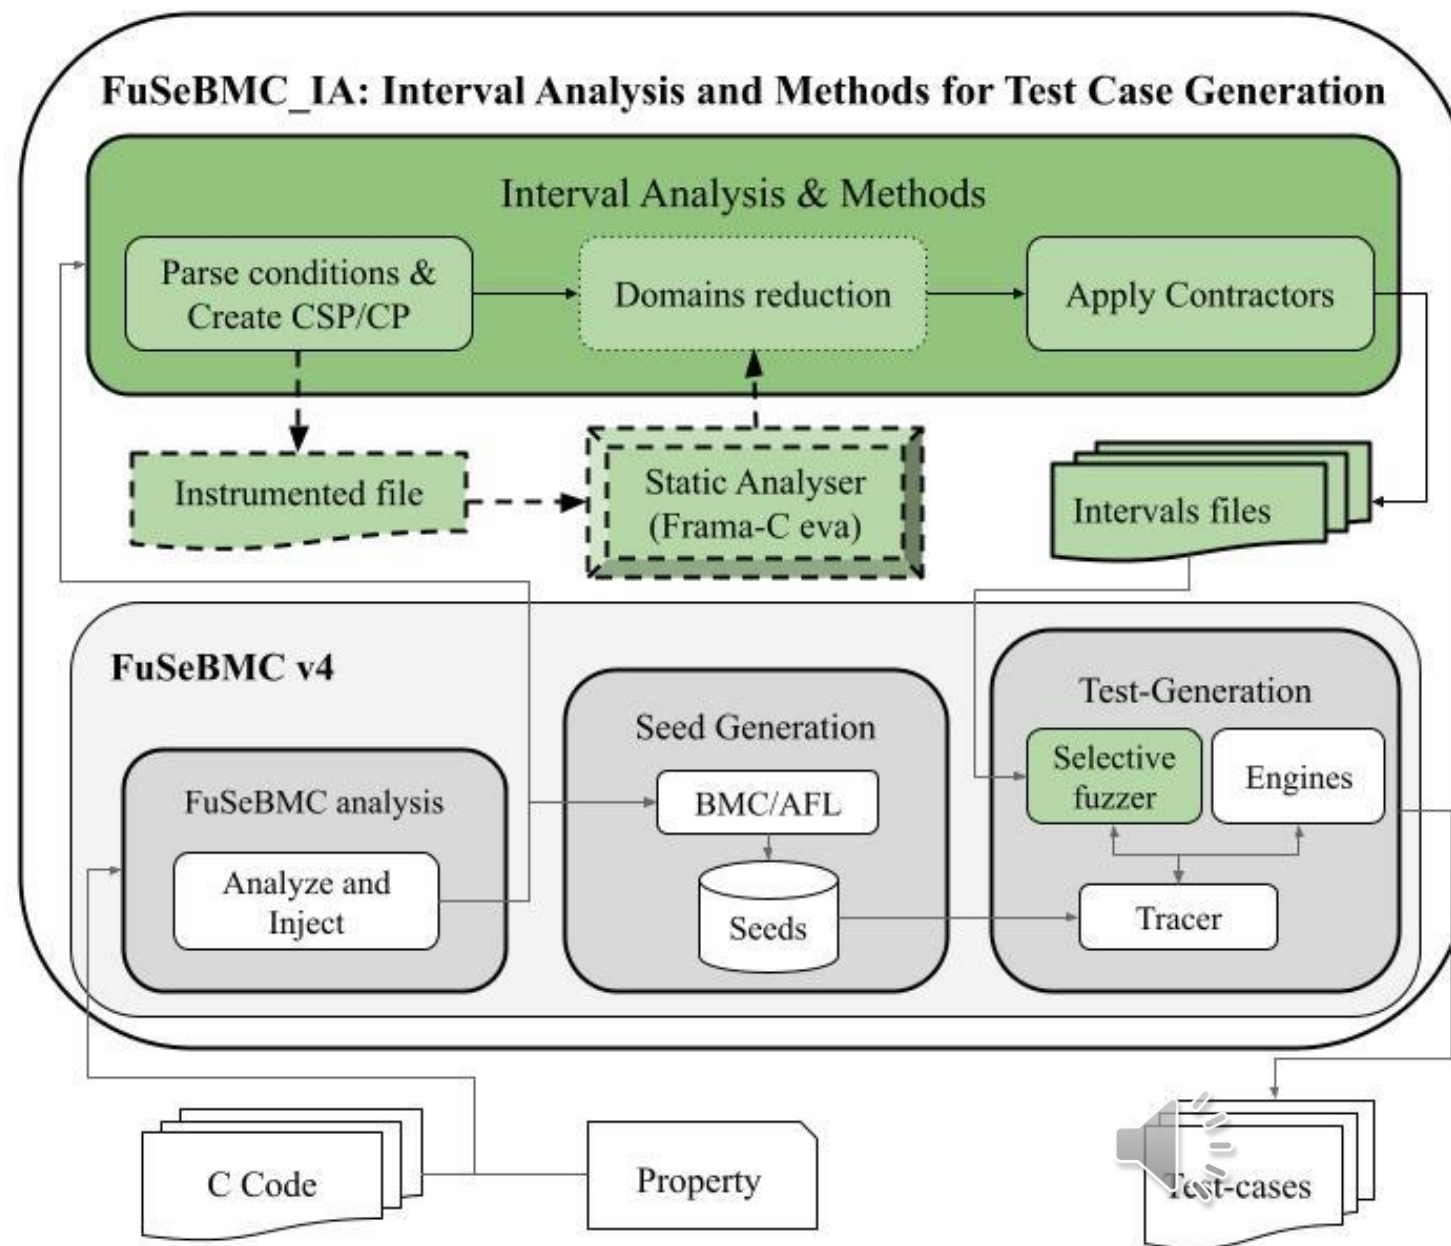 FuSeBMC_IA: Interval Analysis and Methods for Test Case Generation
Interval Analysis & Methods
Parse conditions &
Create CSP/CP
Domains reduction
Apply Contractors
Instrumented file
Static Analyser
(Frama-C eva)
Intervals files
FuSeBMC v4
FuSeBMC analysis
Analyze and
Inject
Seed Generation
BMC/AFL
Seeds
Test-Generation
Selective
fuzzer
Engines
Tracer
C Code
Property
Test-cases